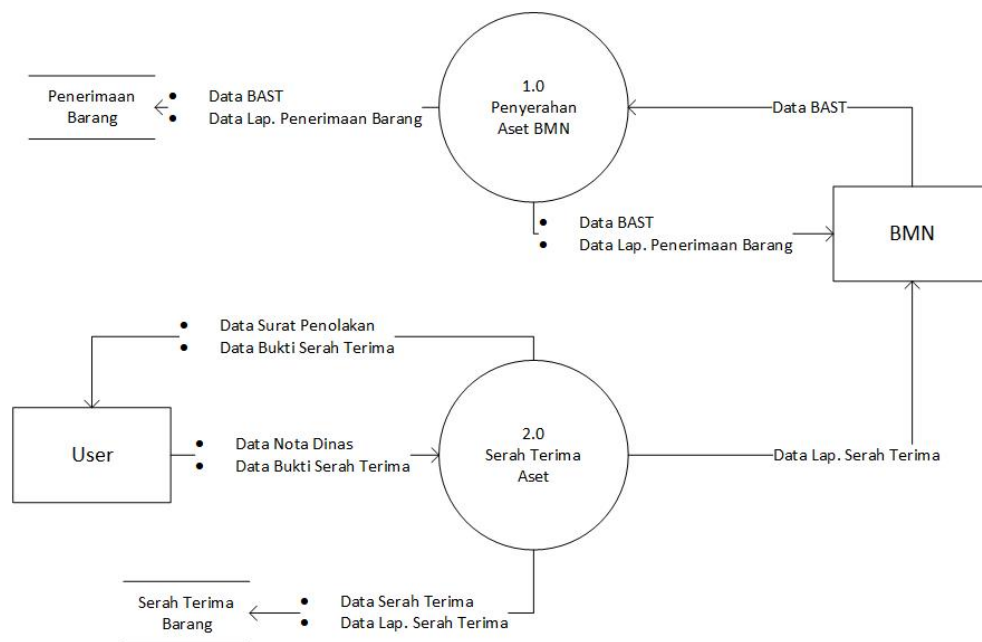 1.0
Penyerahan
Aset BMN
Penerimaan
Barang
• Data BAST
• Data Lap. Penerimaan Barang
Data BAST
• Data BAST
• Data Lap. Penerimaan Barang
BMN
• Data Surat Penolakan
• Data Bukti Serah Terima
User
• Data Nota Dinas
• Data Bukti Serah Terima
2.0
Serah Terima
Aset
Data Lap. Serah Terima
Serah Terima
Barang
• Data Serah Terima
• Data Lap. Serah Terima